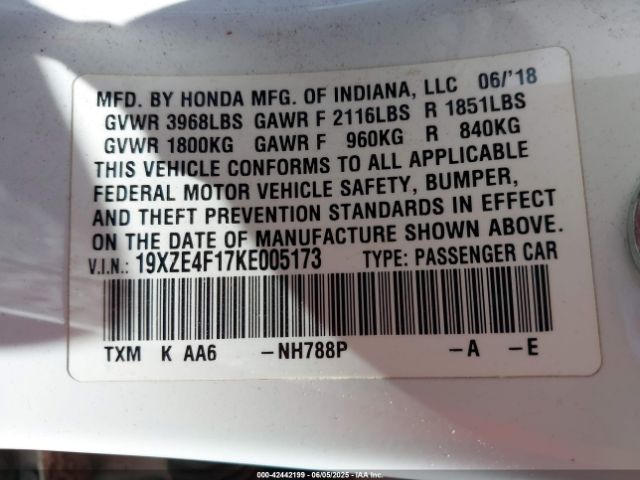 MFD. BY HONDA MFG. OF INDIANA, LLC 06/'18
GVWR 3968LBS GAWR F 2116LBS R 1851LBS
GVWR 1800KG GAWR F 960KG R 840KG
THIS VEHICLE CONFORMS TO ALL APPLICABLE
FEDERAL MOTOR VEHICLE SAFETY, BUMPER,
AND THEFT PREVENTION STANDARDS IN EFFECT
ON THE DATE OF MANUFACTURE SHOWN ABOVE.
V.I.N.: 19XZE4F17KE005173 TYPE: PASSENGER CAR
TXM K AA6 -NH788P -A -E
000-42442199 - 06/05/2025 - IAAI.COM